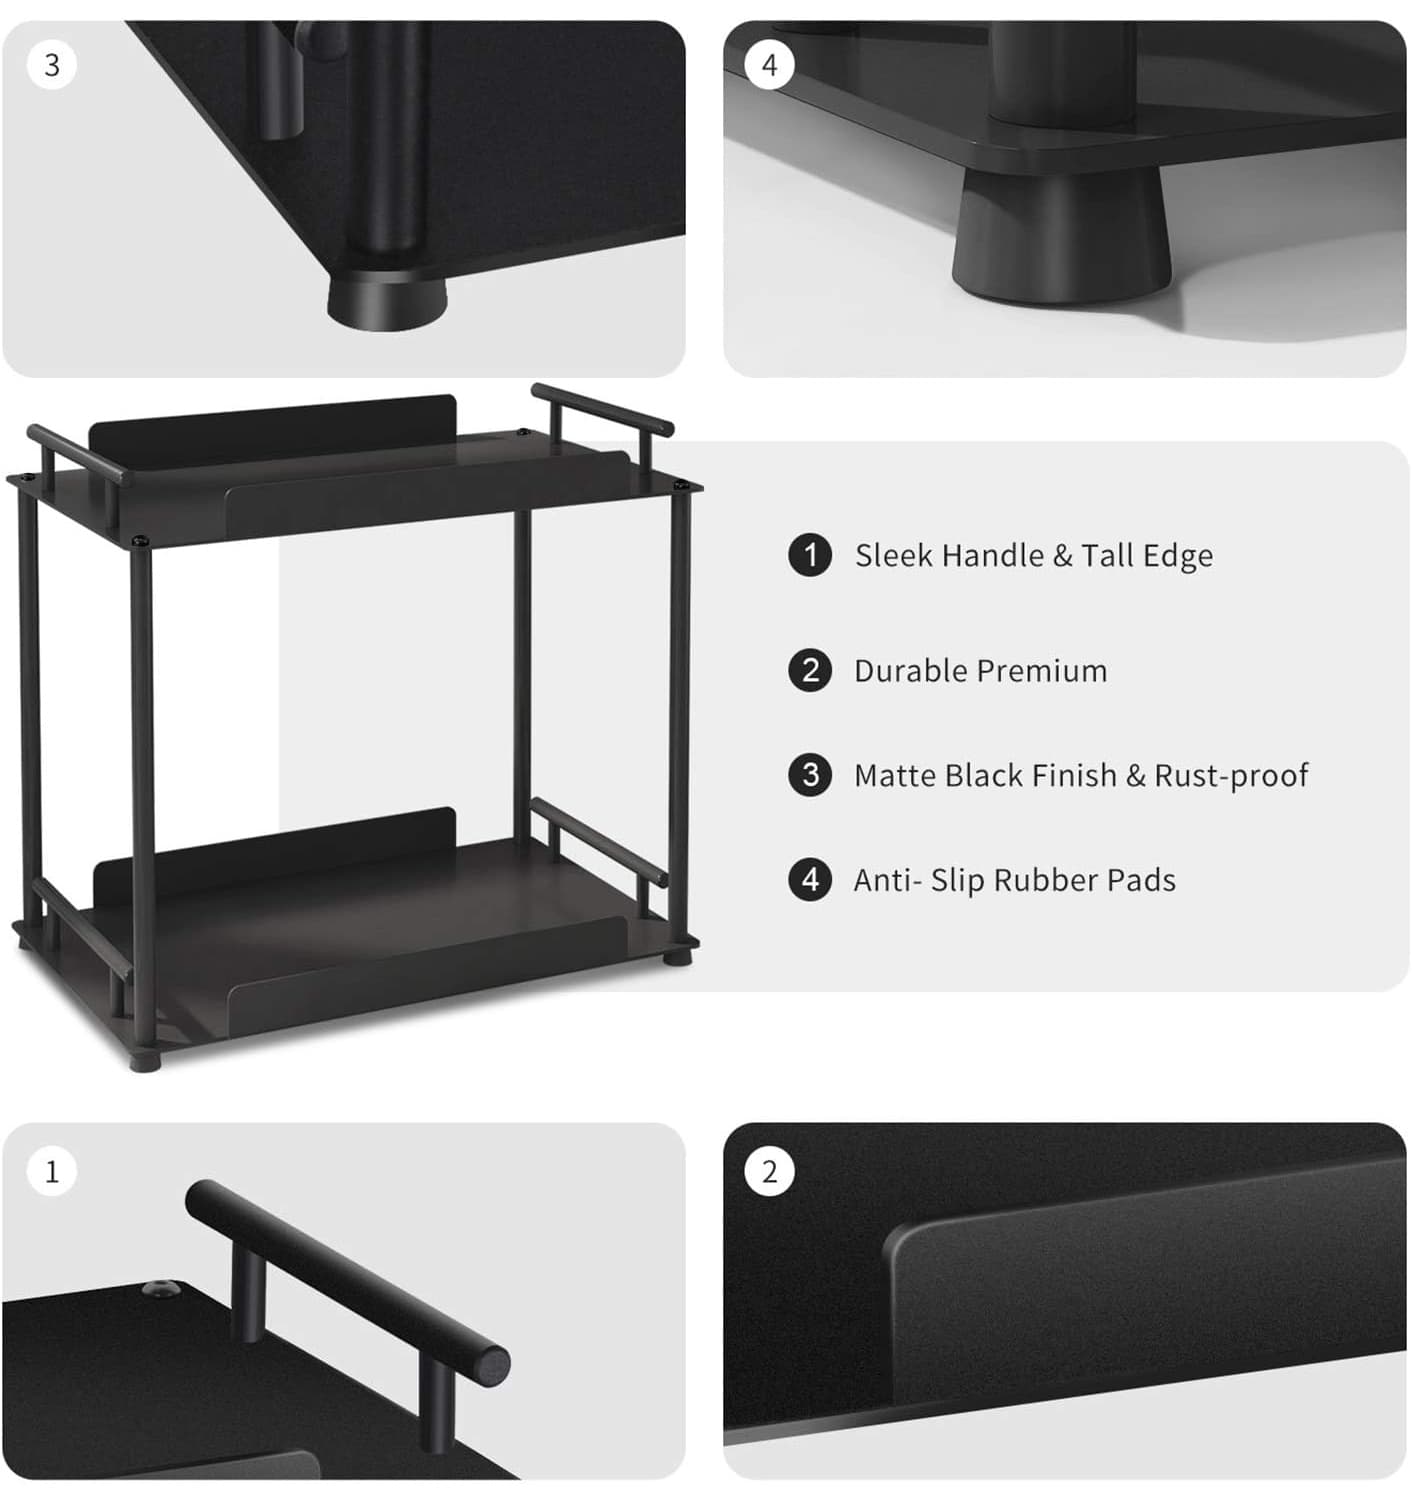 3
4
1 Sleek Handle & Tall Edge
2 Durable Premium
3 Matte Black Finish & Rust-proof
4 Anti- Slip Rubber Pads
1
2